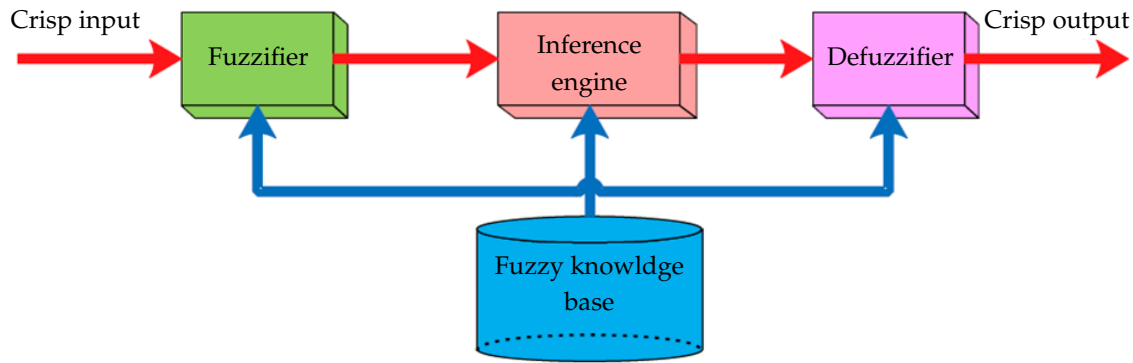 Crisp input
Fuzzifier
Inference
engine
Defuzzifier
Crisp output
Fuzzy knowldge
base